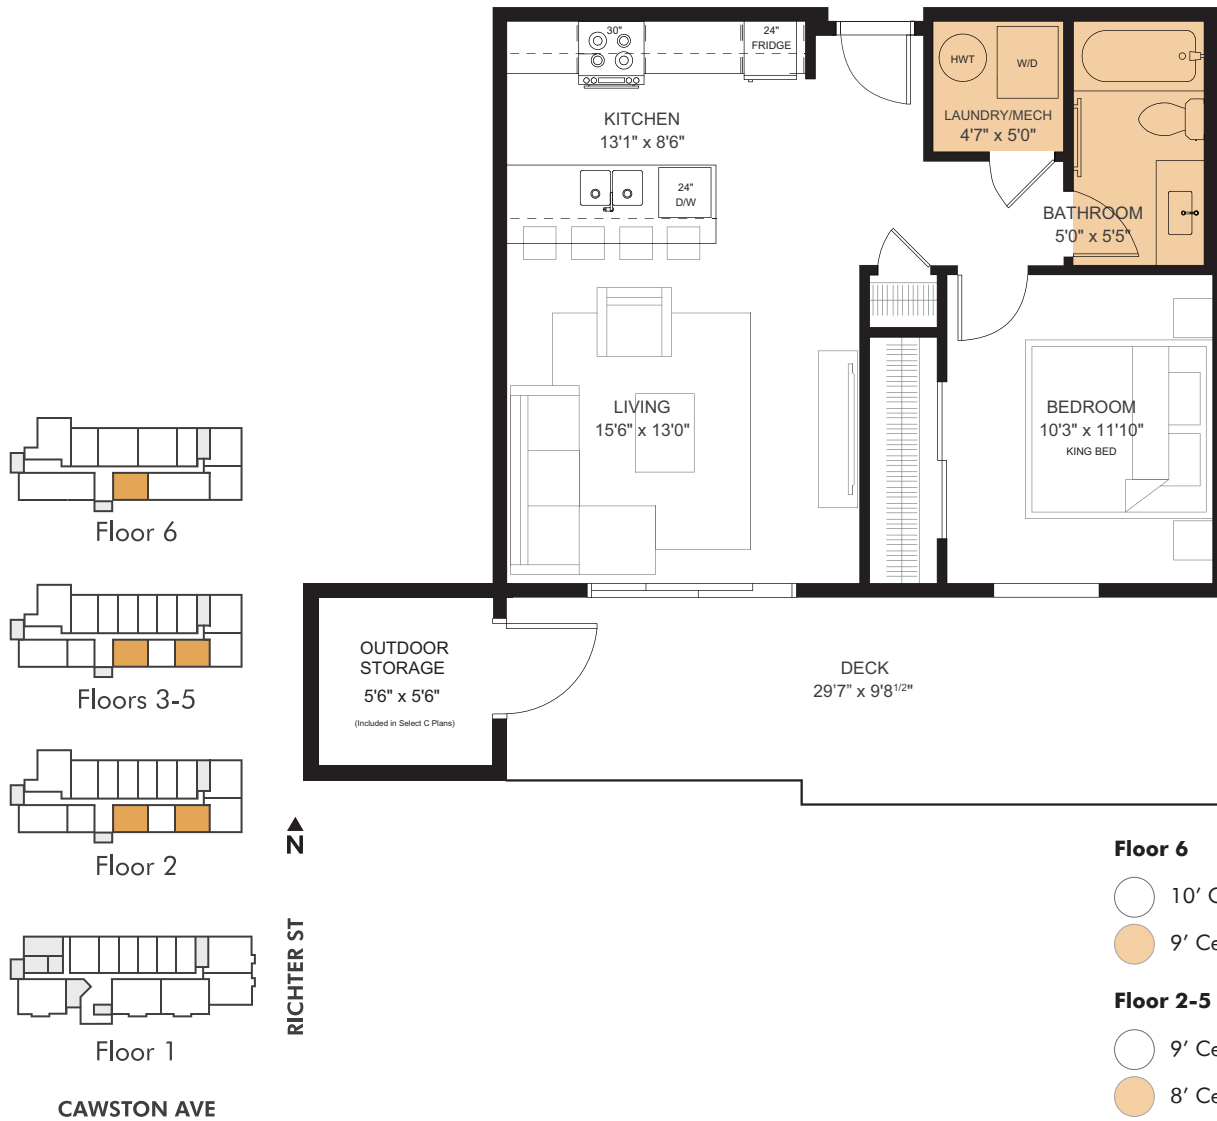 30"
24"
FRIDGE
KITCHEN
13'1" x 8'6"
24"
D/W
HWT
W/D
LAUNDRY/MECH
4'7" x 5'0"
BATHROOM
5'0" x 5'5"
LIVING
15'6" x 13'0"
BEDROOM
10'3" x 11'10"
KING BED
OUTDOOR
STORAGE
5'6" x 5'6"
(Included in Select C Plans)
DECK
29'7” x 9'8 1/2"
Floor 6
Floors 3-5
Floor 2
Floor 1
N
RICHTER ST
CAWSTON AVE
Floor 6
10’ C
9’ Ce
Floor 2-5
9’ Ce
8’ Ce